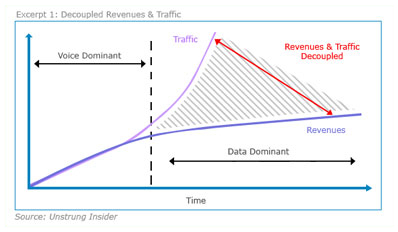 Excerpt 1: Decoupled Revenues & Traffic
Traffic
Revenues & Traffic
Decoupled
Voice Dominant
Revenues
Data Dominant
Time
Source: Unstrung Insider